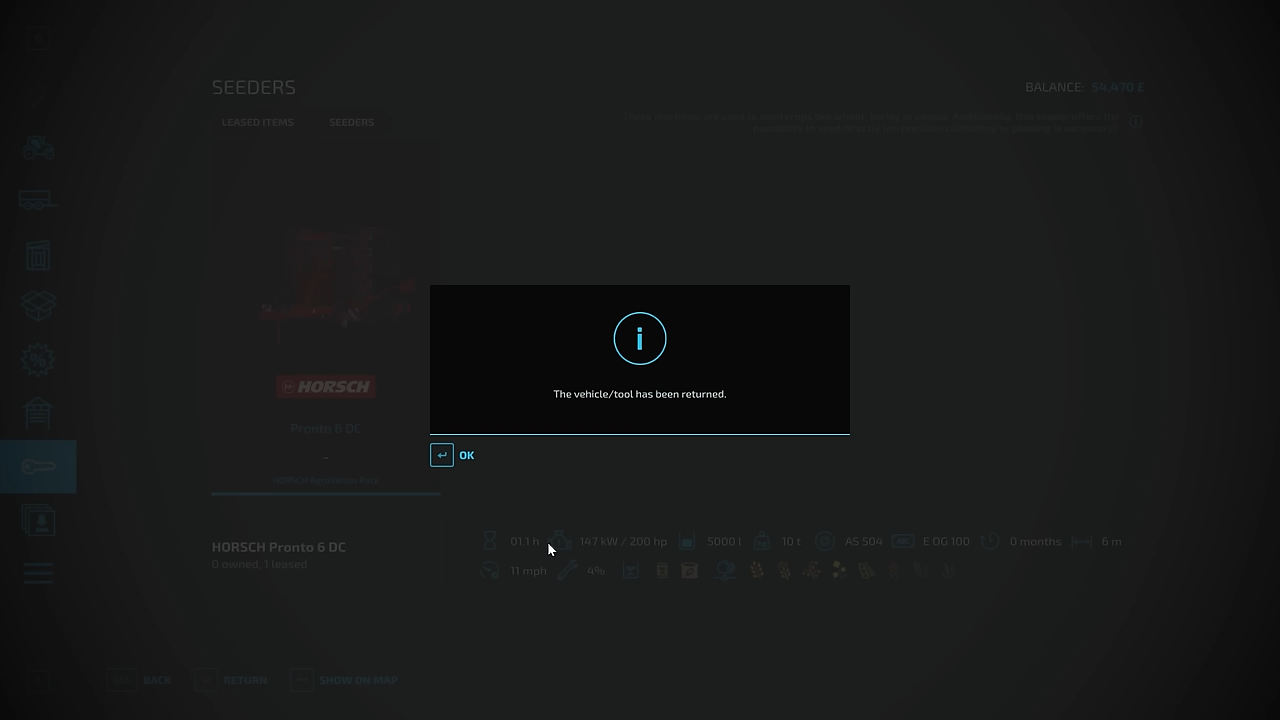 SEEDERS
BALANCE: 54,470 €
LEASED ITEMS SEEDERS
HORSCH
Pronto 6 DC
-
The vehicle/tool has been returned.
OK
HORSCH Pronto 6 DC
0 owned, 1 leased
01.1 h 147 kW / 200 hp 5000 l 10 t AS 504 E OG 100 0 months 6 m
11 mph 4%
BACK RETURN SHOW ON MAP